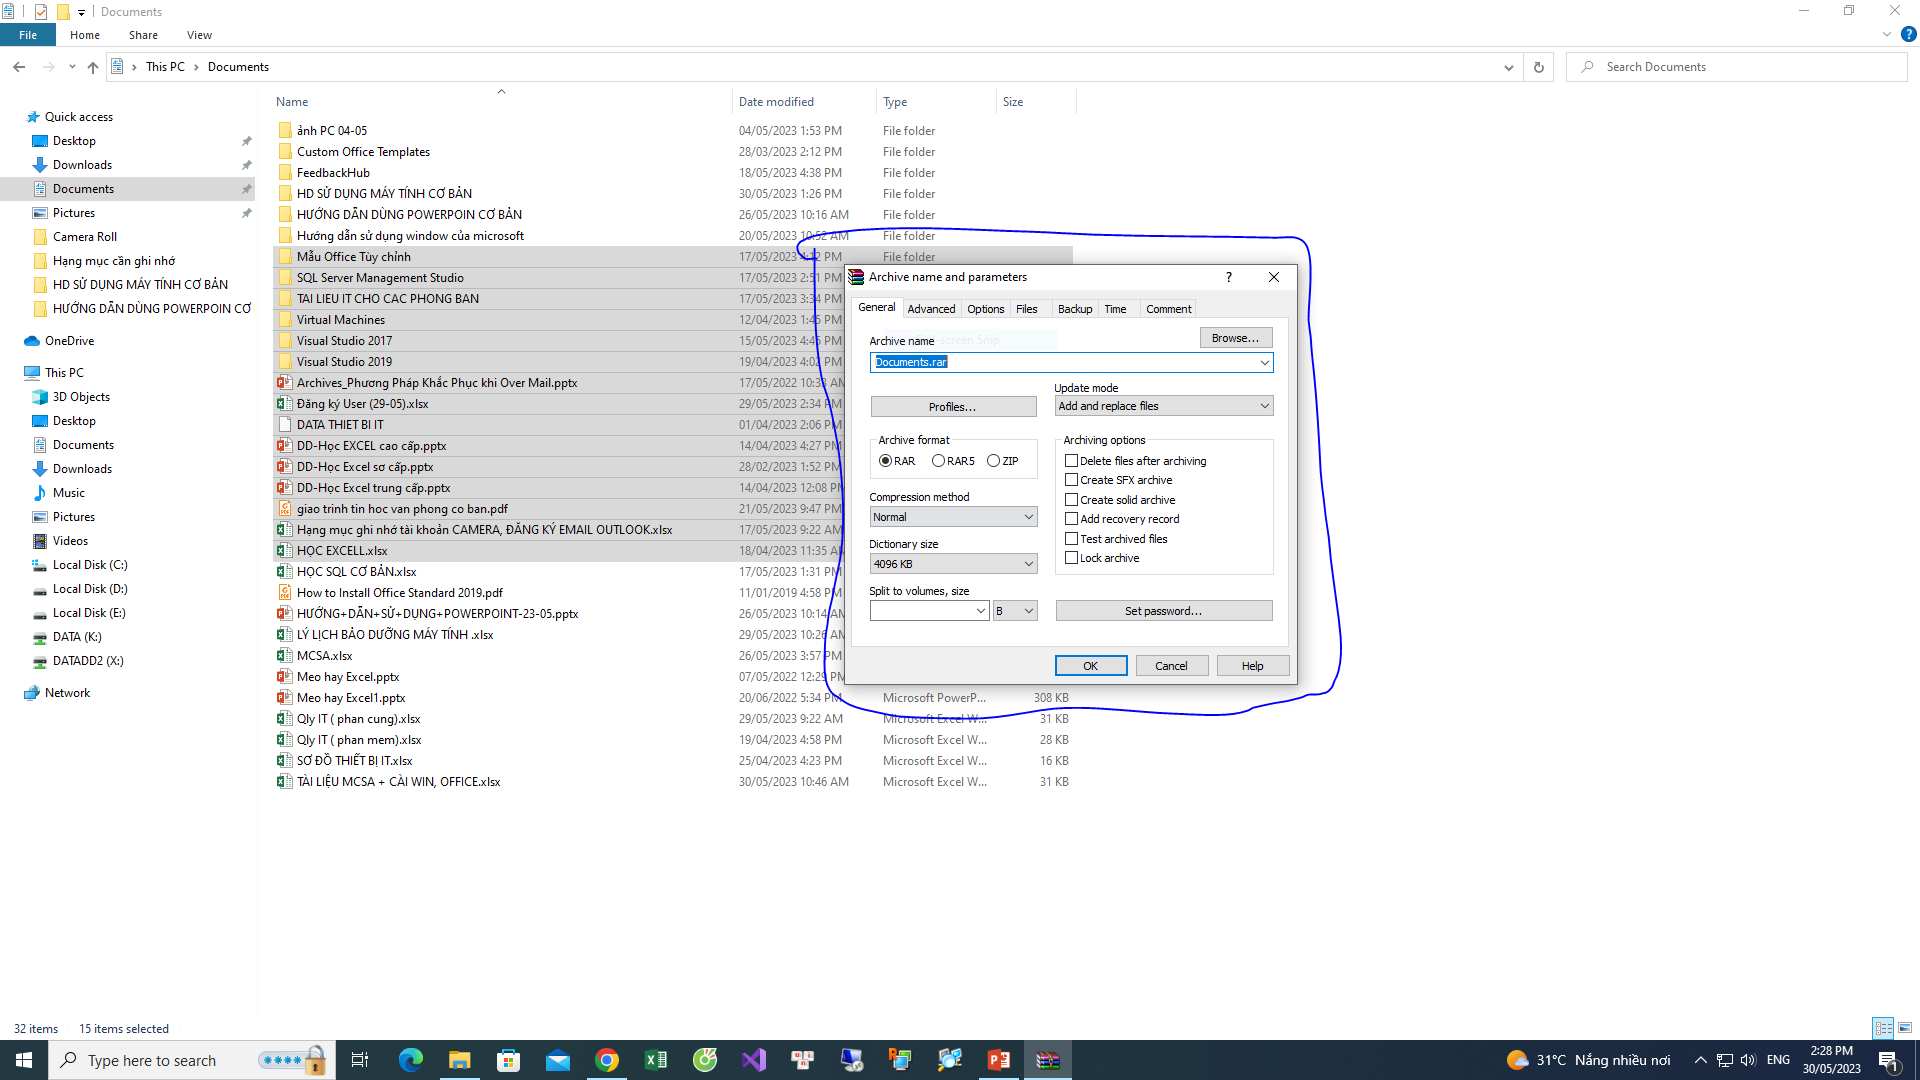 Documents
File Home Share View
This PC Documents
Search Documents
Quick access
Desktop
Downloads
Documents
Pictures
Camera Roll
Hạng mục cần ghi nhớ
HD SỬ DỤNG MÁY TÍNH CƠ BẢN
HƯỚNG DẪN DÙNG POWERPOIN CƠ
OneDrive
This PC
3D Objects
Desktop
Documents
Downloads
Music
Pictures
Videos
Local Disk (C:)
Local Disk (D:)
Local Disk (E:)
DATA (K:)
DATADD2 (X:)
Network
Name Date modified Type Size
ảnh PC 04-05 04/05/2023 1:53 PM File folder
Custom Office Templates 28/03/2023 2:12 PM File folder
FeedbackHub 18/05/2023 4:38 PM File folder
HD SỬ DỤNG MÁY TÍNH CƠ BẢN 30/05/2023 1:26 PM File folder
HƯỚNG DẪN DÙNG POWERPOIN CƠ BẢN 26/05/2023 10:16 AM File folder
Hướng dẫn sử dụng window của microsoft 20/05/2023 10:52 AM File folder
Mẫu Office Tùy chỉnh 17/05/2023 4:12 PM File folder
SQL Server Management Studio 17/05/2023 2:51 PM
TAI LIEU IT CHO CAC PHONG BAN 17/05/2023 3:34 PM
Virtual Machines 12/04/2023 1:45 PM
Visual Studio 2017 15/05/2023 4:45 PM
Visual Studio 2019 19/04/2023 4:02 PM
Archives_Phương Pháp Khắc Phục khi Over Mail.pptx 17/05/2022 10:33 AM
Đăng ký User (29-05).xlsx 29/05/2023 2:34 PM
DATA THIET BI IT 01/04/2023 2:06 PM
DD-Học EXCEL cao cấp.pptx 14/04/2023 4:27 PM
DD-Học Excel sơ cấp.pptx 28/02/2023 1:52 PM
DD-Học Excel trung cấp.pptx 14/04/2023 12:08 PM
giao trinh tin hoc van phong co ban.pdf 21/05/2023 9:47 PM
Hạng mục ghi nhớ tài khoản CAMERA, ĐĂNG KÝ EMAIL OUTLOOK.xlsx 17/05/2023 9:22 AM
HỌC EXCELL.xlsx 18/04/2023 11:35 AM
HỌC SQL CƠ BẢN.xlsx 17/05/2023 1:31 PM
How to Install Office Standard 2019.pdf 11/01/2019 4:58 PM
HƯỚNG+DẪN+SỬ+DỤNG+POWERPOINT-23-05.pptx 26/05/2023 10:14 AM
LÝ LỊCH BẢO DƯỠNG MÁY TÍNH .xlsx 29/05/2023 10:26 AM
MCSA.xlsx 26/05/2023 3:57 PM
Meo hay Excel.pptx 07/05/2022 12:29 PM
Meo hay Excel1.pptx 20/06/2022 5:34 PM Microsoft PowerP... 308 KB
Qly IT ( phan cung).xlsx 29/05/2023 9:22 AM Microsoft Excel W... 31 KB
Qly IT ( phan mem).xlsx 19/04/2023 4:58 PM Microsoft Excel W... 28 KB
SƠ ĐỒ THIẾT BỊ IT.xlsx 25/04/2023 4:23 PM Microsoft Excel W... 16 KB
TÀI LIỆU MCSA + CÀI WIN, OFFICE.xlsx 30/05/2023 10:46 AM Microsoft Excel W... 31 KB
Archive name and parameters
General Advanced Options Files Backup Time Comment
Archive name
Browse...
Documents.rar
Profiles...
Update mode
Add and replace files
Archive format
RAR RAR5 ZIP
Compression method
Normal
Dictionary size
4096 KB
Split to volumes, size
B
Archiving options
Delete files after archiving
Create SFX archive
Create solid archive
Add recovery record
Test archived files
Lock archive
Set password...
OK Cancel Help
32 items 15 items selected
Type here to search
31°C Nắng nhiều nơi
ENG
2:28 PM
30/05/2023
1